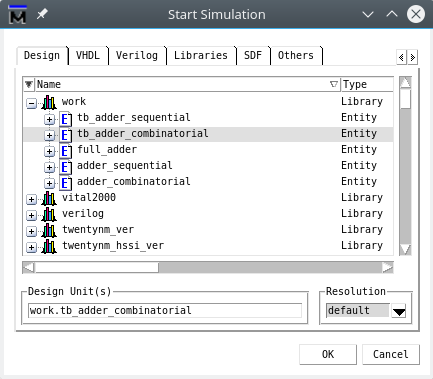 M Start Simulation
Design VHDL Verilog Libraries SDF Others
Name Type
work Library
E tb_adder_sequential Entity
E tb_adder_combinatorial Entity
E full_adder Entity
E adder_sequential Entity
E adder_combinatorial Entity
vital2000 Library
verilog Library
twentynm_ver Library
twentynm_hssi_ver Library
Design Unit(s) Resolution
work.tb_adder_combinatorial default
OK Cancel